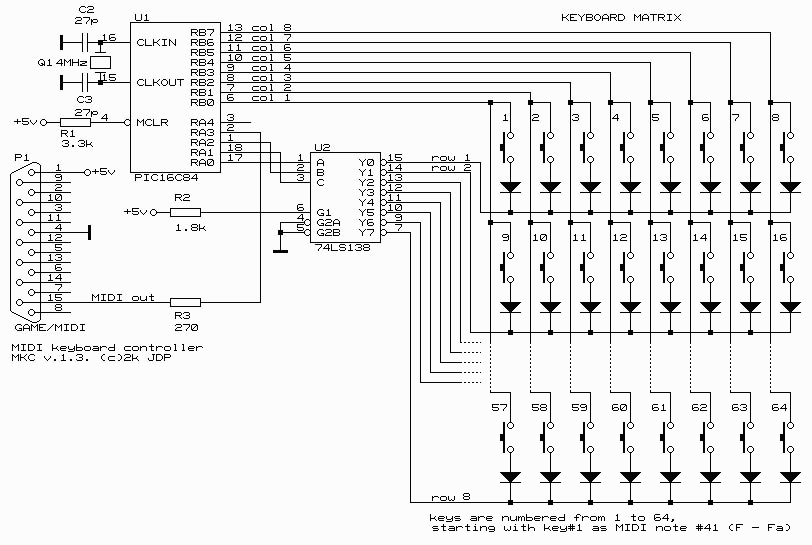 KEYBOARD MATRIX
C2
27p
U1
16
CLKIN
Q1 4MHz
15
CLKOUT
C3
27p
+5v
4
MCLR
R1
3.3k
RB7 13 col 8
RB6 12 col 7
RB5 11 col 6
RB4 10 col 5
RB3 9 col 4
RB2 8 col 3
RB1 7 col 2
RB0 6 col 1
RA4 3
RA3 2
RA2 1
RA1 18
RA0 17
PIC16C84
U2
1 A
2 B
3 C
6 G1
4 G2A
5 G2B
Y0 15 row 1
Y1 14 row 2
Y2 13
Y3 12
Y4 11
Y5 10
Y6 9
Y7 7
74LS138
R2
+5v
1.8k
P1
1 +5v
9
2
10
3
11
4
12
5
13
6
14
7
15 MIDI out
8
R3
270
GAME/MIDI
MIDI keyboard controller
MKC v.1.3. (c)2k JDP
1 2 3 4 5 6 7 8
9 10 11 12 13 14 15 16
57 58 59 60 61 62 63 64
row 8
keys are numbered from 1 to 64,
starting with key#1 as MIDI note #41 (F - Fa)